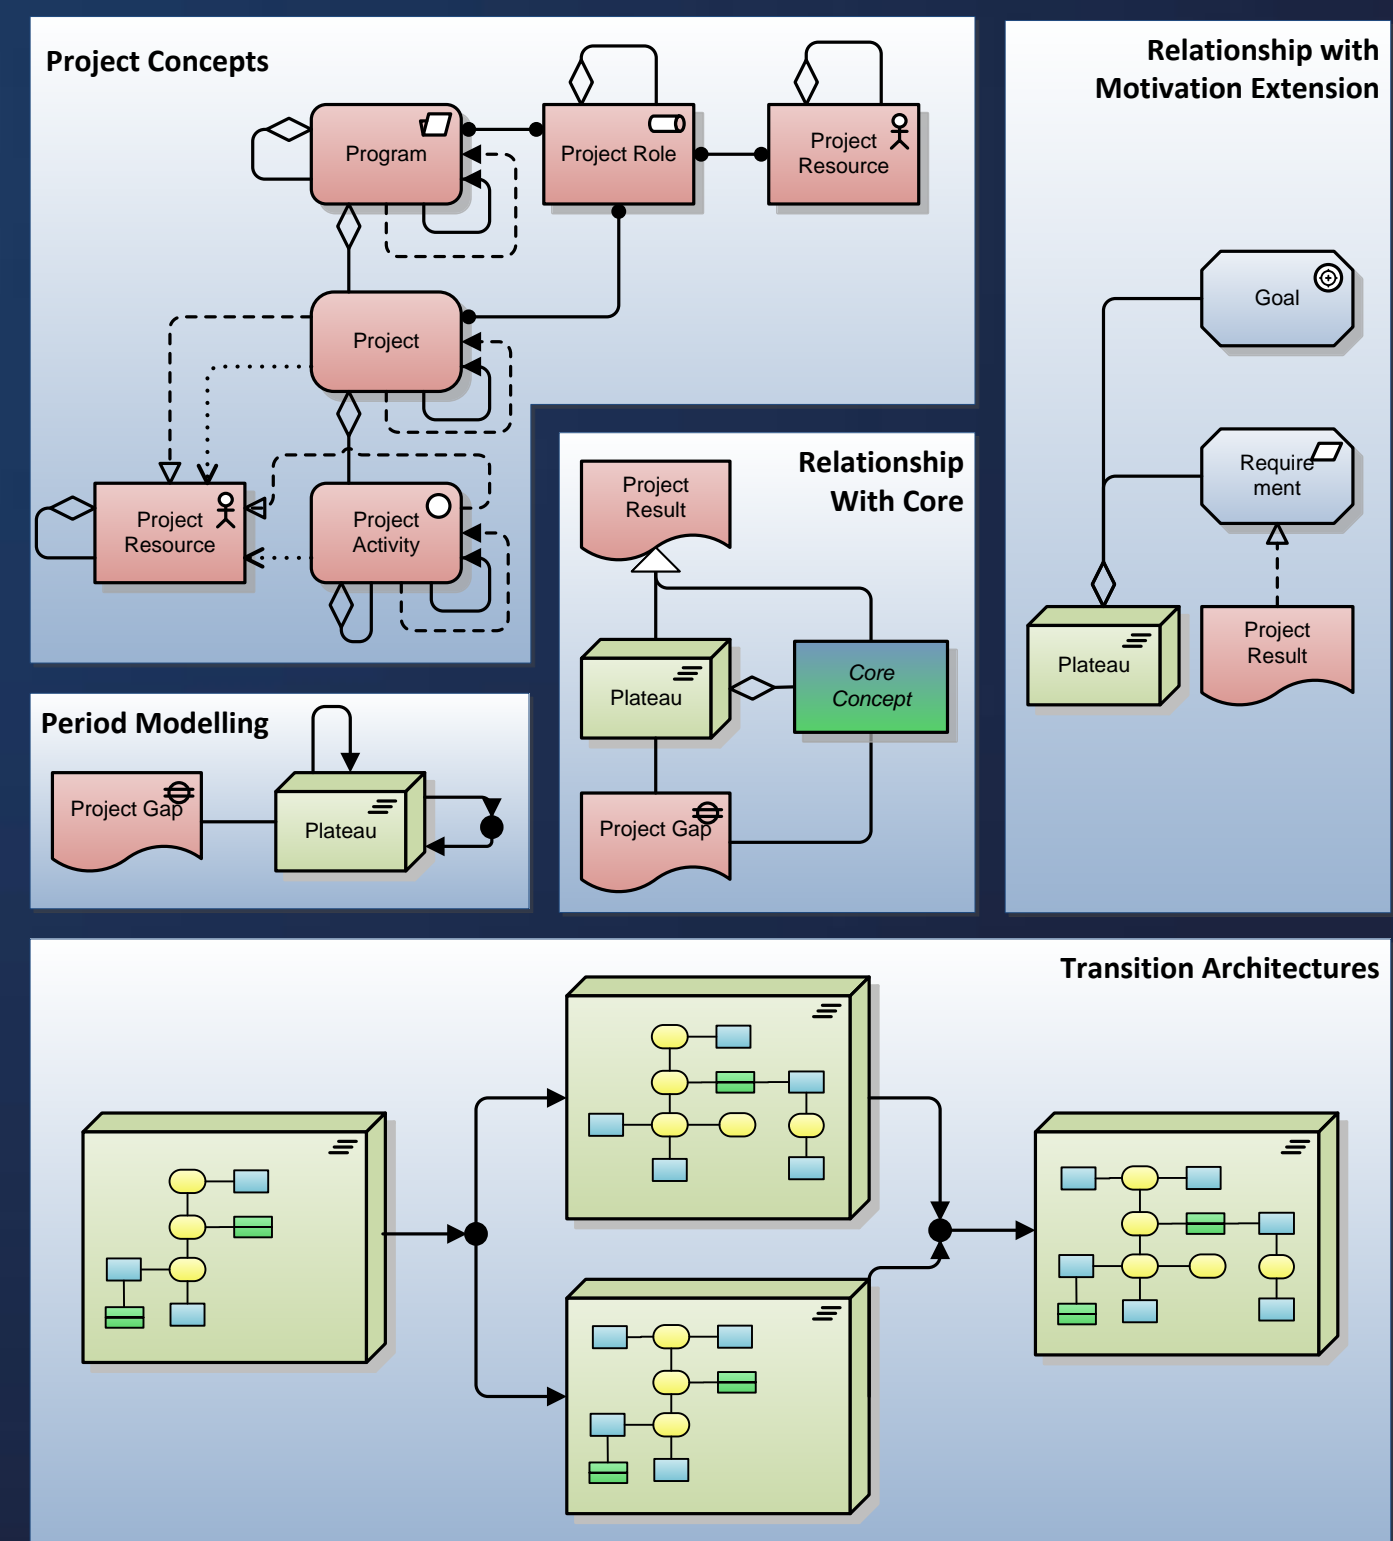 Project Concepts
Program
Project Role
Project
Resource
Project
Project
Resource
Project
Activity
Relationship with
Motivation Extension
Goal
Require
ment
Plateau
Project
Result
Relationship
With Core
Project
Result
Plateau
Core
Concept
Project Gap
Period Modelling
Project Gap
Plateau
Transition Architectures